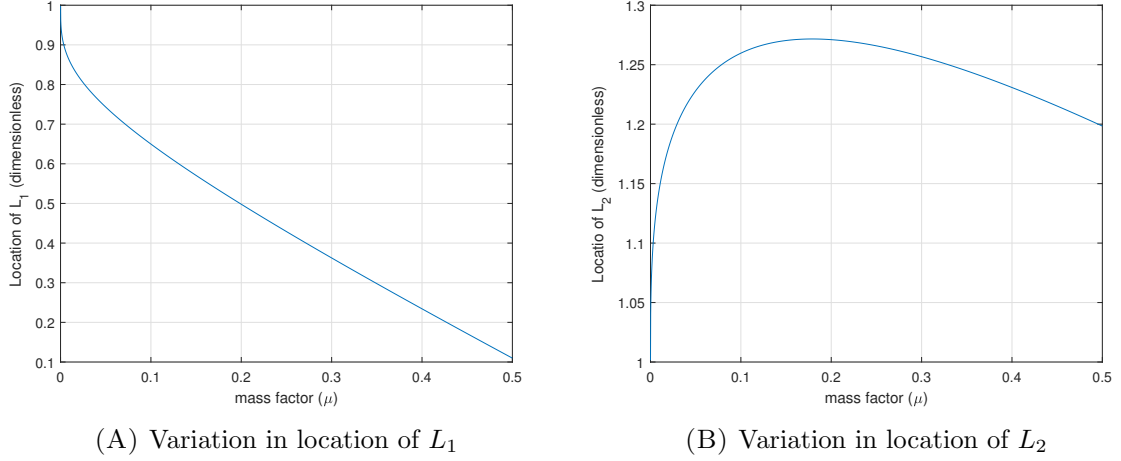 1
0.9
0.8
0.7
0.6
0.5
0.4
0.3
0.2
0.1
Location of L1 (dimensionless)
0 0.1 0.2 0.3 0.4 0.5
mass factor (μ)
(A) Variation in location of L1
1.3
1.25
1.2
1.15
1.1
1.05
1
Locatio of L2 (dimensionless)
0 0.1 0.2 0.3 0.4 0.5
mass factor (μ)
(B) Variation in location of L2